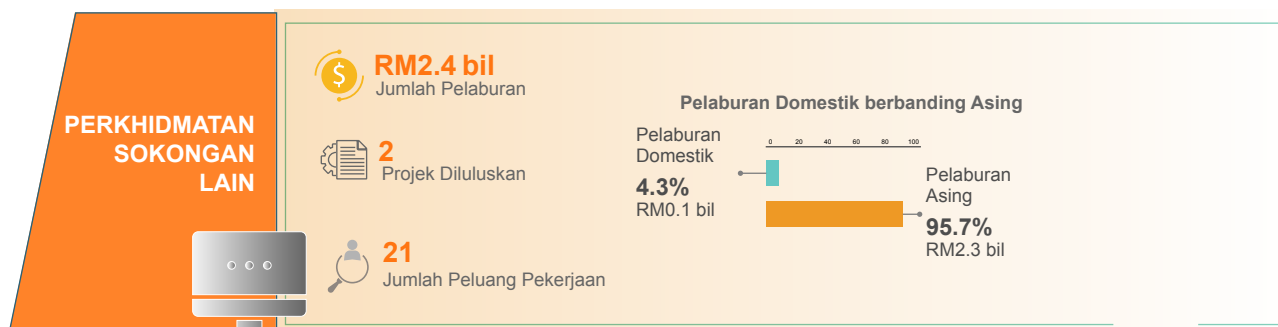 PERKHIDMATAN
SOKONGAN
LAIN
$
RM2.4 bil
Jumlah Pelaburan
2
Projek Diluluskan
21
Jumlah Peluang Pekerjaan
Pelaburan Domestik berbanding Asing
Pelaburan
Domestik
4.3%
RM0.1 bil
0 20 40 60 80 100
Pelaburan
Asing
95.7%
RM2.3 bil